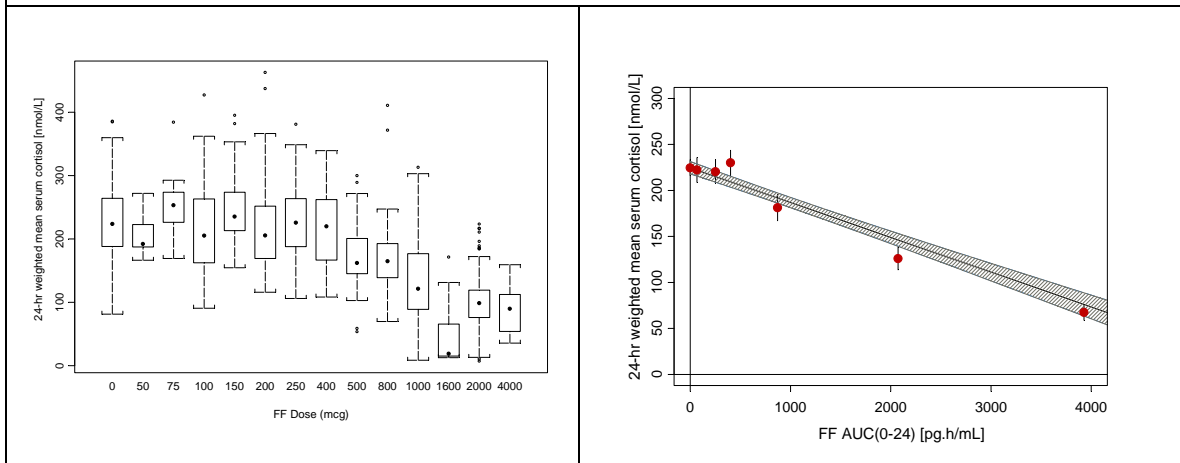 24-hr weighted mean serum cortisol [nmol/L]
400
300
200
100
0
0 50 75 100 150 200 250 400 500 800 1000 1600 2000 4000
FF Dose (mcg)
24-hr weighted mean serum cortisol [nmol/L]
300
250
200
150
100
50
0
0 1000 2000 3000 4000
FF AUC(0-24) [pg.h/mL]